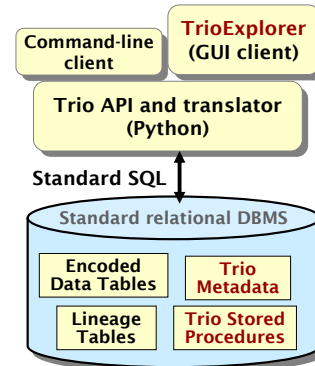 Command-line
client
TrioExplorer
(GUI client)
Trio API and translator
(Python)
Standard SQL
Standard relational DBMS
Encoded
Data Tables
Trio
Metadata
Lineage
Tables
Trio Stored
Procedures